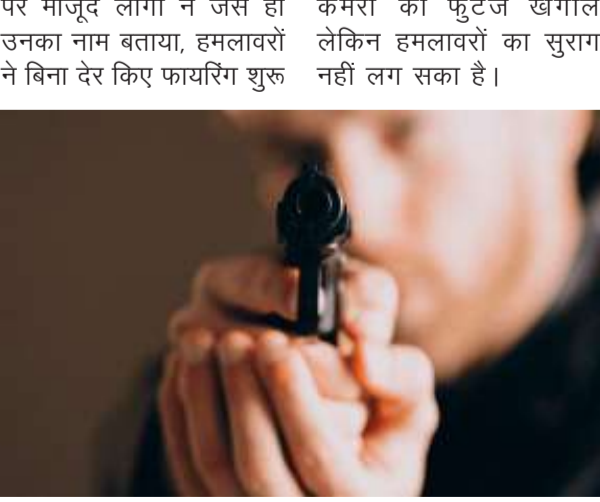 पर मौजूद लोगों ने जैसे ही
उनका नाम बताया, हमलावरों
ने बिना देर किए फायरिंग शुरू
कैमरों की फुटेज खंगाली
लेकिन हमलावरों का सुराग
नहीं लग सका है।